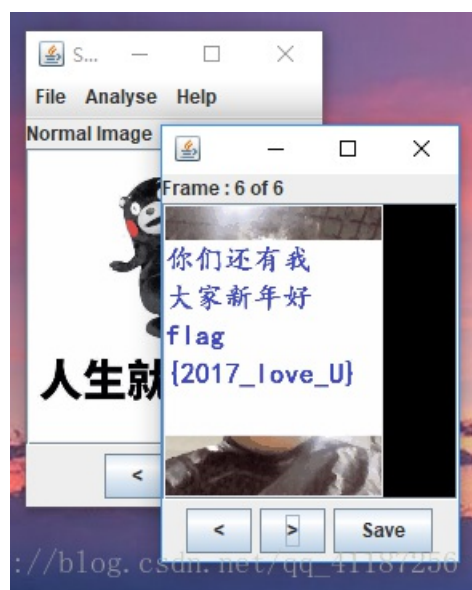 S...
File Analyse Help
Normal Image
Frame : 6 of 6
你们还有我
大家新年好
flag
{2017_love_U}
人生就
<
< > Save
://blog.csdn.net/qq_41187256